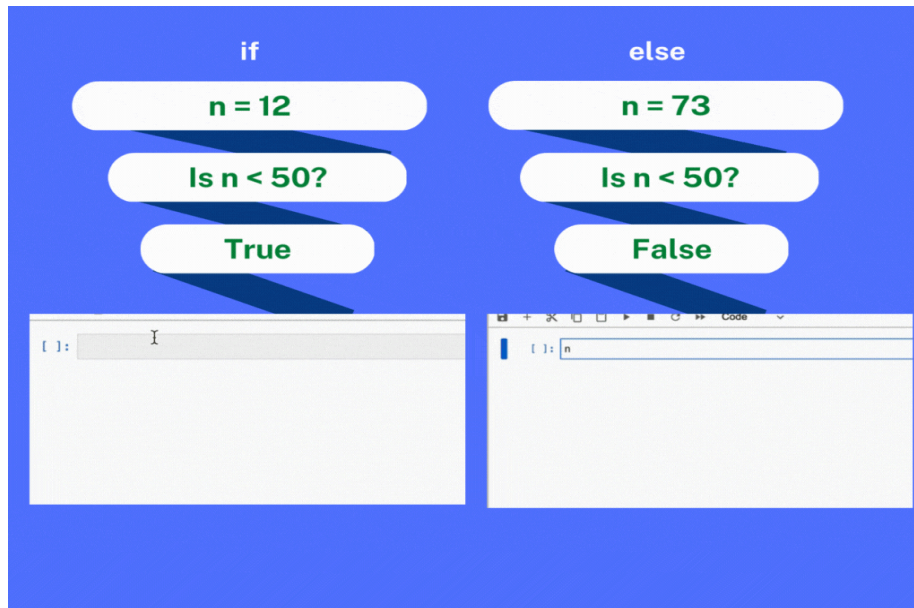 if
n = 12
Is n < 50?
True
[ ]:
else
n = 73
Is n < 50?
False
Code
[ ]: n